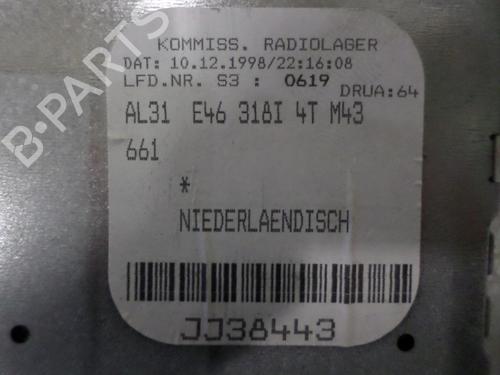 KOMMISS. RADIOLAGER
DAT: 10.12.1998/22:16:08
LFD.NR. S3 : 0619
DRUA:64
AL31 E46 318I 4T M43
661
*
NIEDERLAENDISCH
JJ38443
B-PARTS